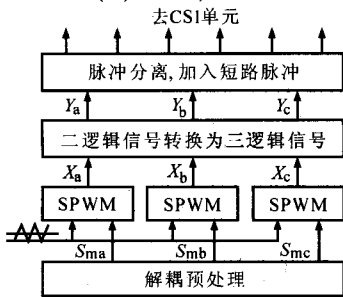 去CSI单元
脉冲分离,加入短路脉冲
Ya Yb Yc
二逻辑信号转换为三逻辑信号
Xa Xb Xc
SPWM SPWM SPWM
Sma Smb Smc
解耦预处理